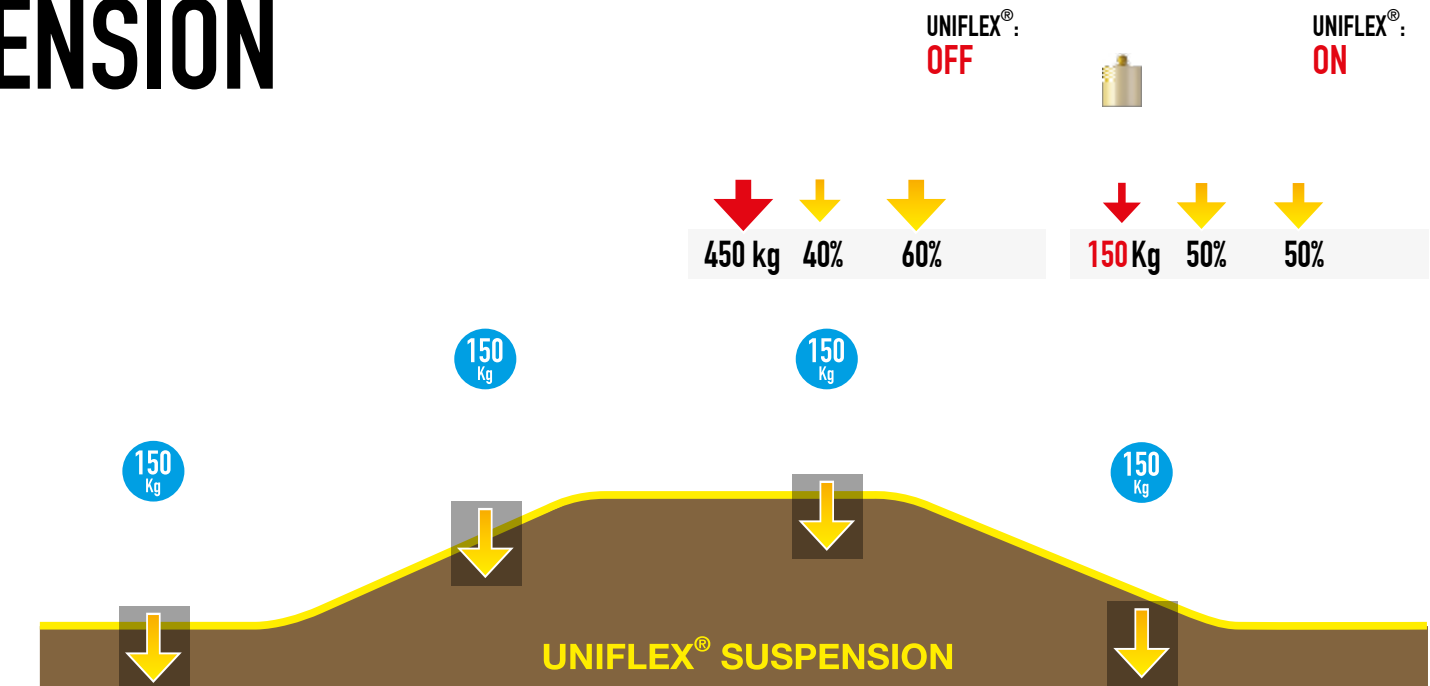 ENSION
UNIFLEX®:
OFF
UNIFLEX®:
ON
450 kg 40% 60%
150 Kg 50% 50%
150
Kg
150
Kg
150
Kg
150
Kg
UNIFLEX® SUSPENSION